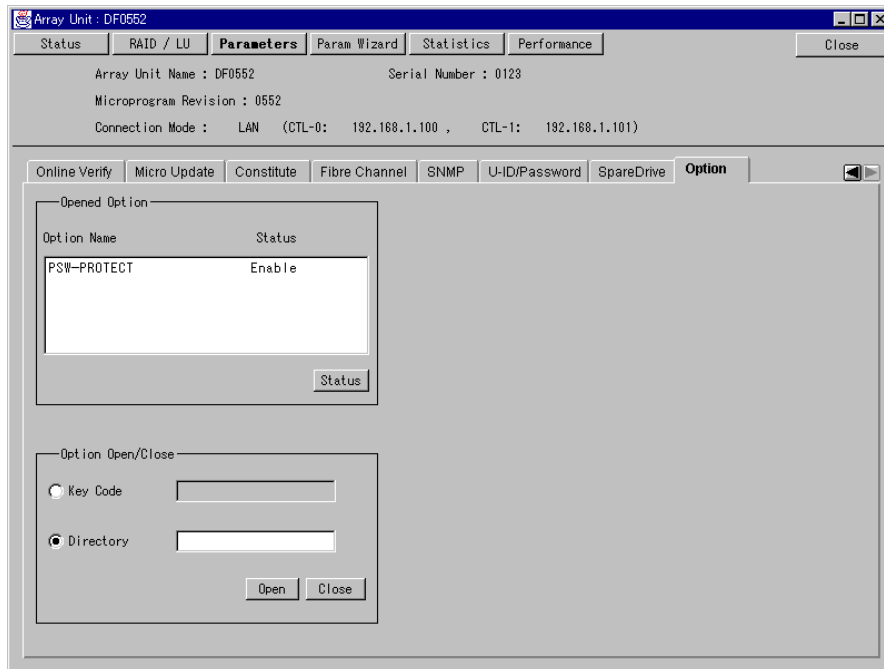 Array Unit : DF0552
Status RAID / LU Parameters Param Wizard Statistics Performance Close
Array Unit Name : DF0552 Serial Number : 0123
Microprogram Revision : 0552
Connection Mode : LAN (CTL-0: 192.168.1.100 , CTL-1: 192.168.1.101)
Online Verify Micro Update Constitute Fibre Channel SNMP U-ID/Password SpareDrive Option
Opened Option
Option Name Status
PSW-PROTECT Enable
Status
Option Open/Close
Key Code
Directory
Open Close